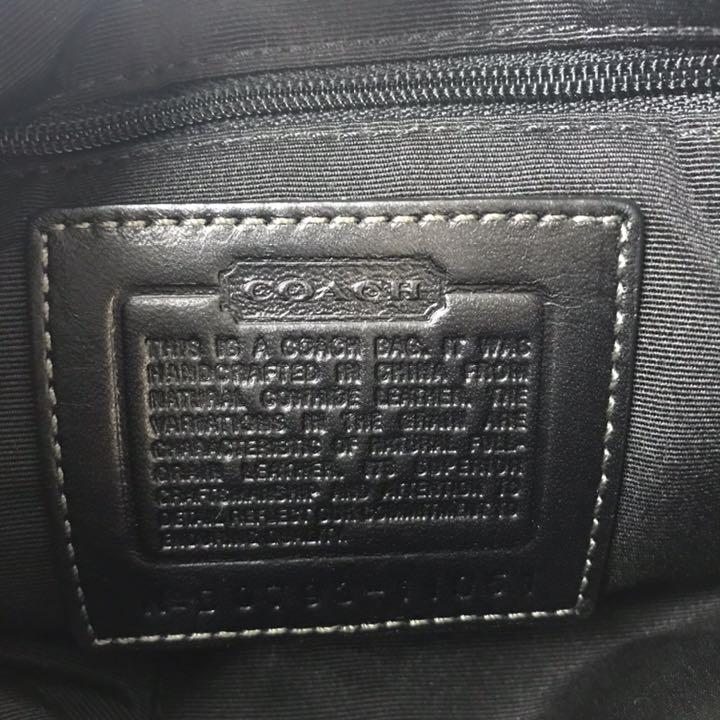 COACH
THIS IS A COACH BAG. IT WAS
HANDCRAFTED IN CHINA FROM
NATURAL COWHIDE LEATHER. THE
VARIATIONS IN THE GRAIN ARE
CHARACTERISTIC OF NATURAL FULL-
GRAIN LEATHER. ITS SUPERIOR
CRAFTSMANSHIP AND ATTENTION TO
DETAIL REFLECT OUR COMMITMENT TO
ENDURING QUALITY.